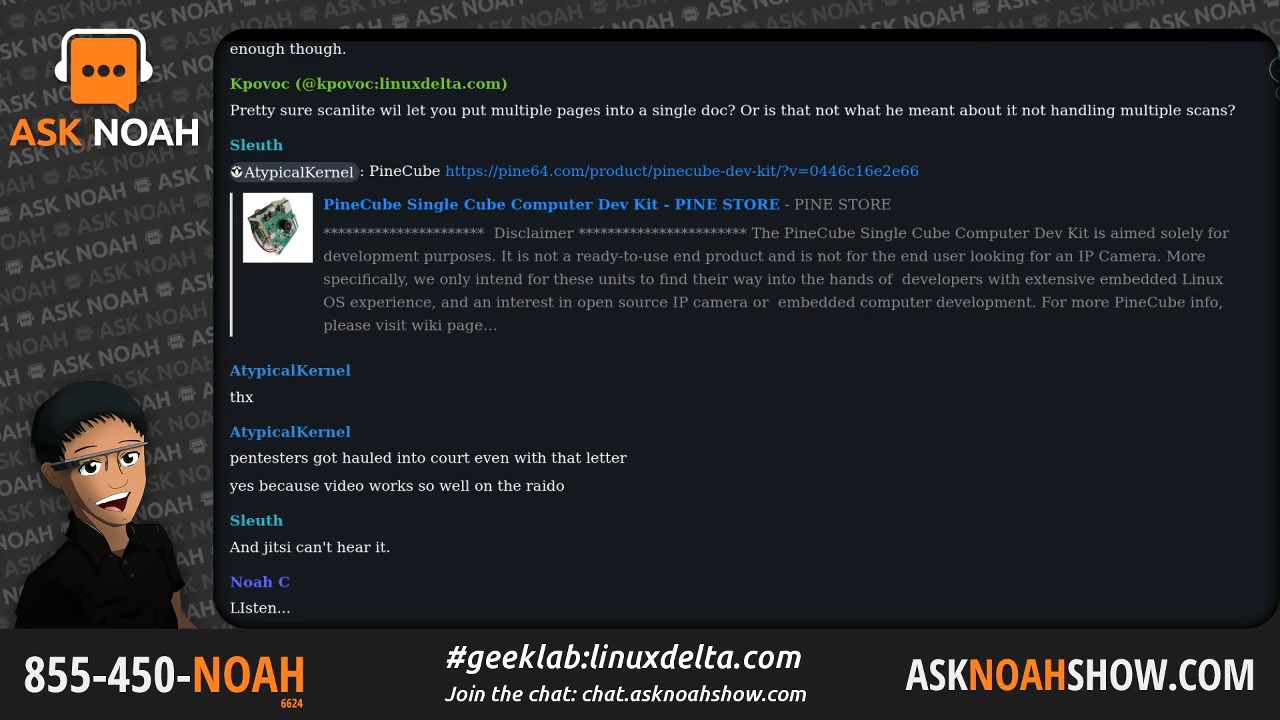 ASK NOAH
enough though.
Kpovoc (@kpovoc:linuxdelta.com)
Pretty sure scanlite wil let you put multiple pages into a single doc? Or is that not what he meant about it not handling multiple scans?
Sleuth
AtypicalKernel : PineCube https://pine64.com/product/pinecube-dev-kit/?v=0446c16e2e66
PineCube Single Cube Computer Dev Kit - PINE STORE - PINE STORE
********************** Disclaimer *********************** The PineCube Single Cube Computer Dev Kit is aimed solely for
development purposes. It is not a ready-to-use end product and is not for the end user looking for an IP Camera. More
specifically, we only intend for these units to find their way into the hands of  developers with extensive embedded Linux
OS experience, and an interest in open source IP camera or  embedded computer development. For more PineCube info,
please visit wiki page…
AtypicalKernel
thx
AtypicalKernel
pentesters got hauled into court even with that letter
yes because video works so well on the raido
Sleuth
And jitsi can't hear it.
Noah C
LIsten...
855-450-NOAH
6624
#geeklab:linuxdelta.com
Join the chat: chat.asknoahshow.com
ASKNOAHSHOW.COM